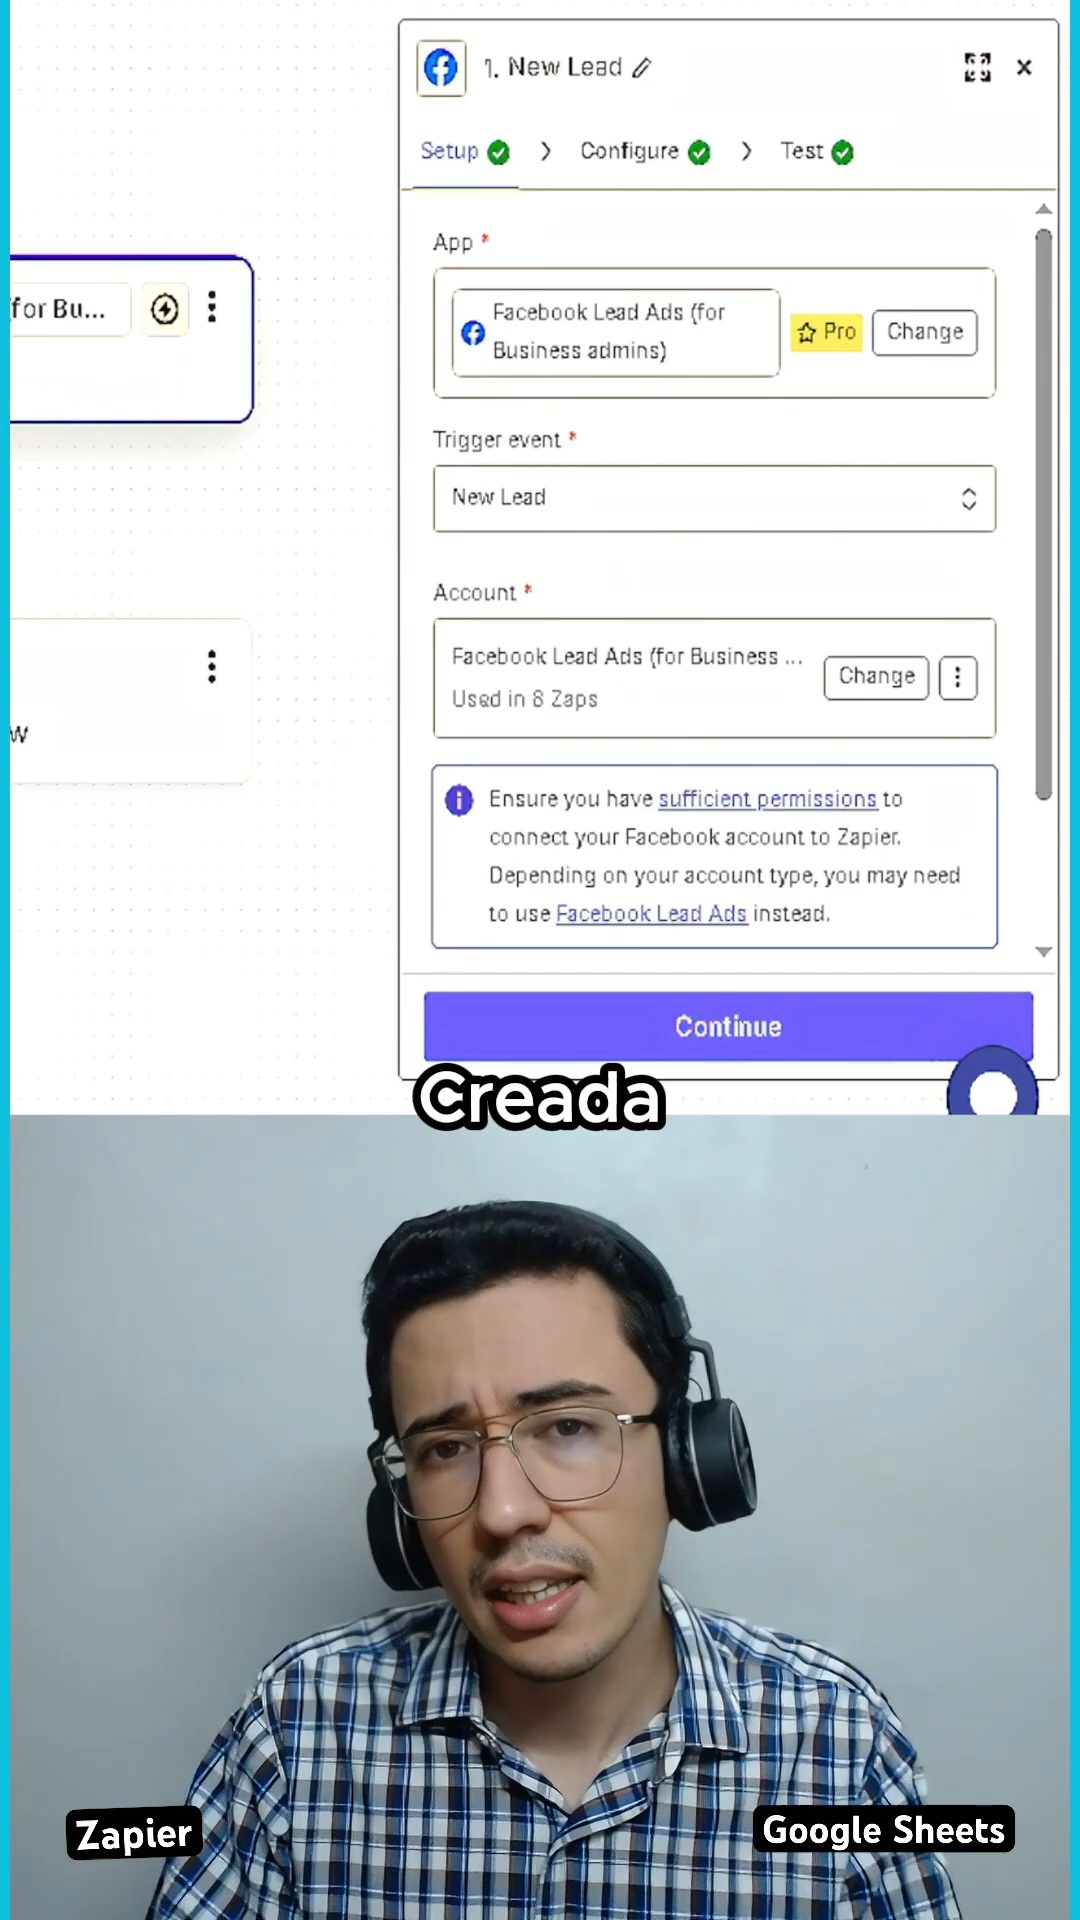 1. New Lead
Setup
Configure
Test
App *
Facebook Lead Ads (for
Business admins)
Pro
Change
for Bu...
Trigger event *
New Lead
Account *
Facebook Lead Ads (for Business ...
Used in 8 Zaps
Change
w
Ensure you have sufficient permissions to
connect your Facebook account to Zapier.
Depending on your account type, you may need
to use Facebook Lead Ads instead.
Continue
Creada
Zapier
Google Sheets